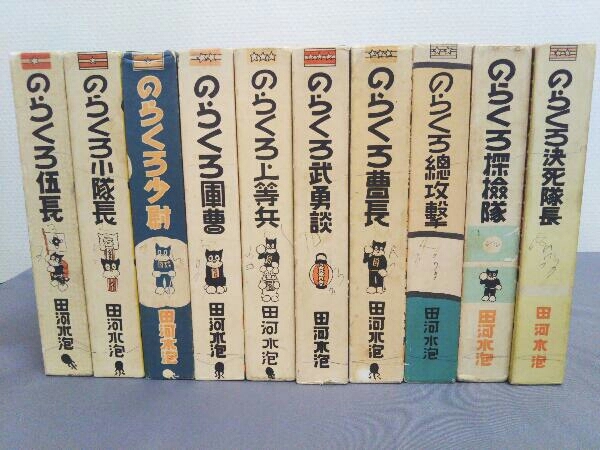 のらくろ伍長
田河水泡
のらくろ小隊長
田河水泡
のらくろ少尉
田河水泡
のらくろ軍曹
田河水泡
のらくろ上等兵
田河水泡
のらくろ武勇談
田河水泡
のらくろ曹長
田河水泡
のらくろ總攻撃
田河水泡
のらくろ探檢隊
田河水泡
のらくろ決死隊長
田河水泡